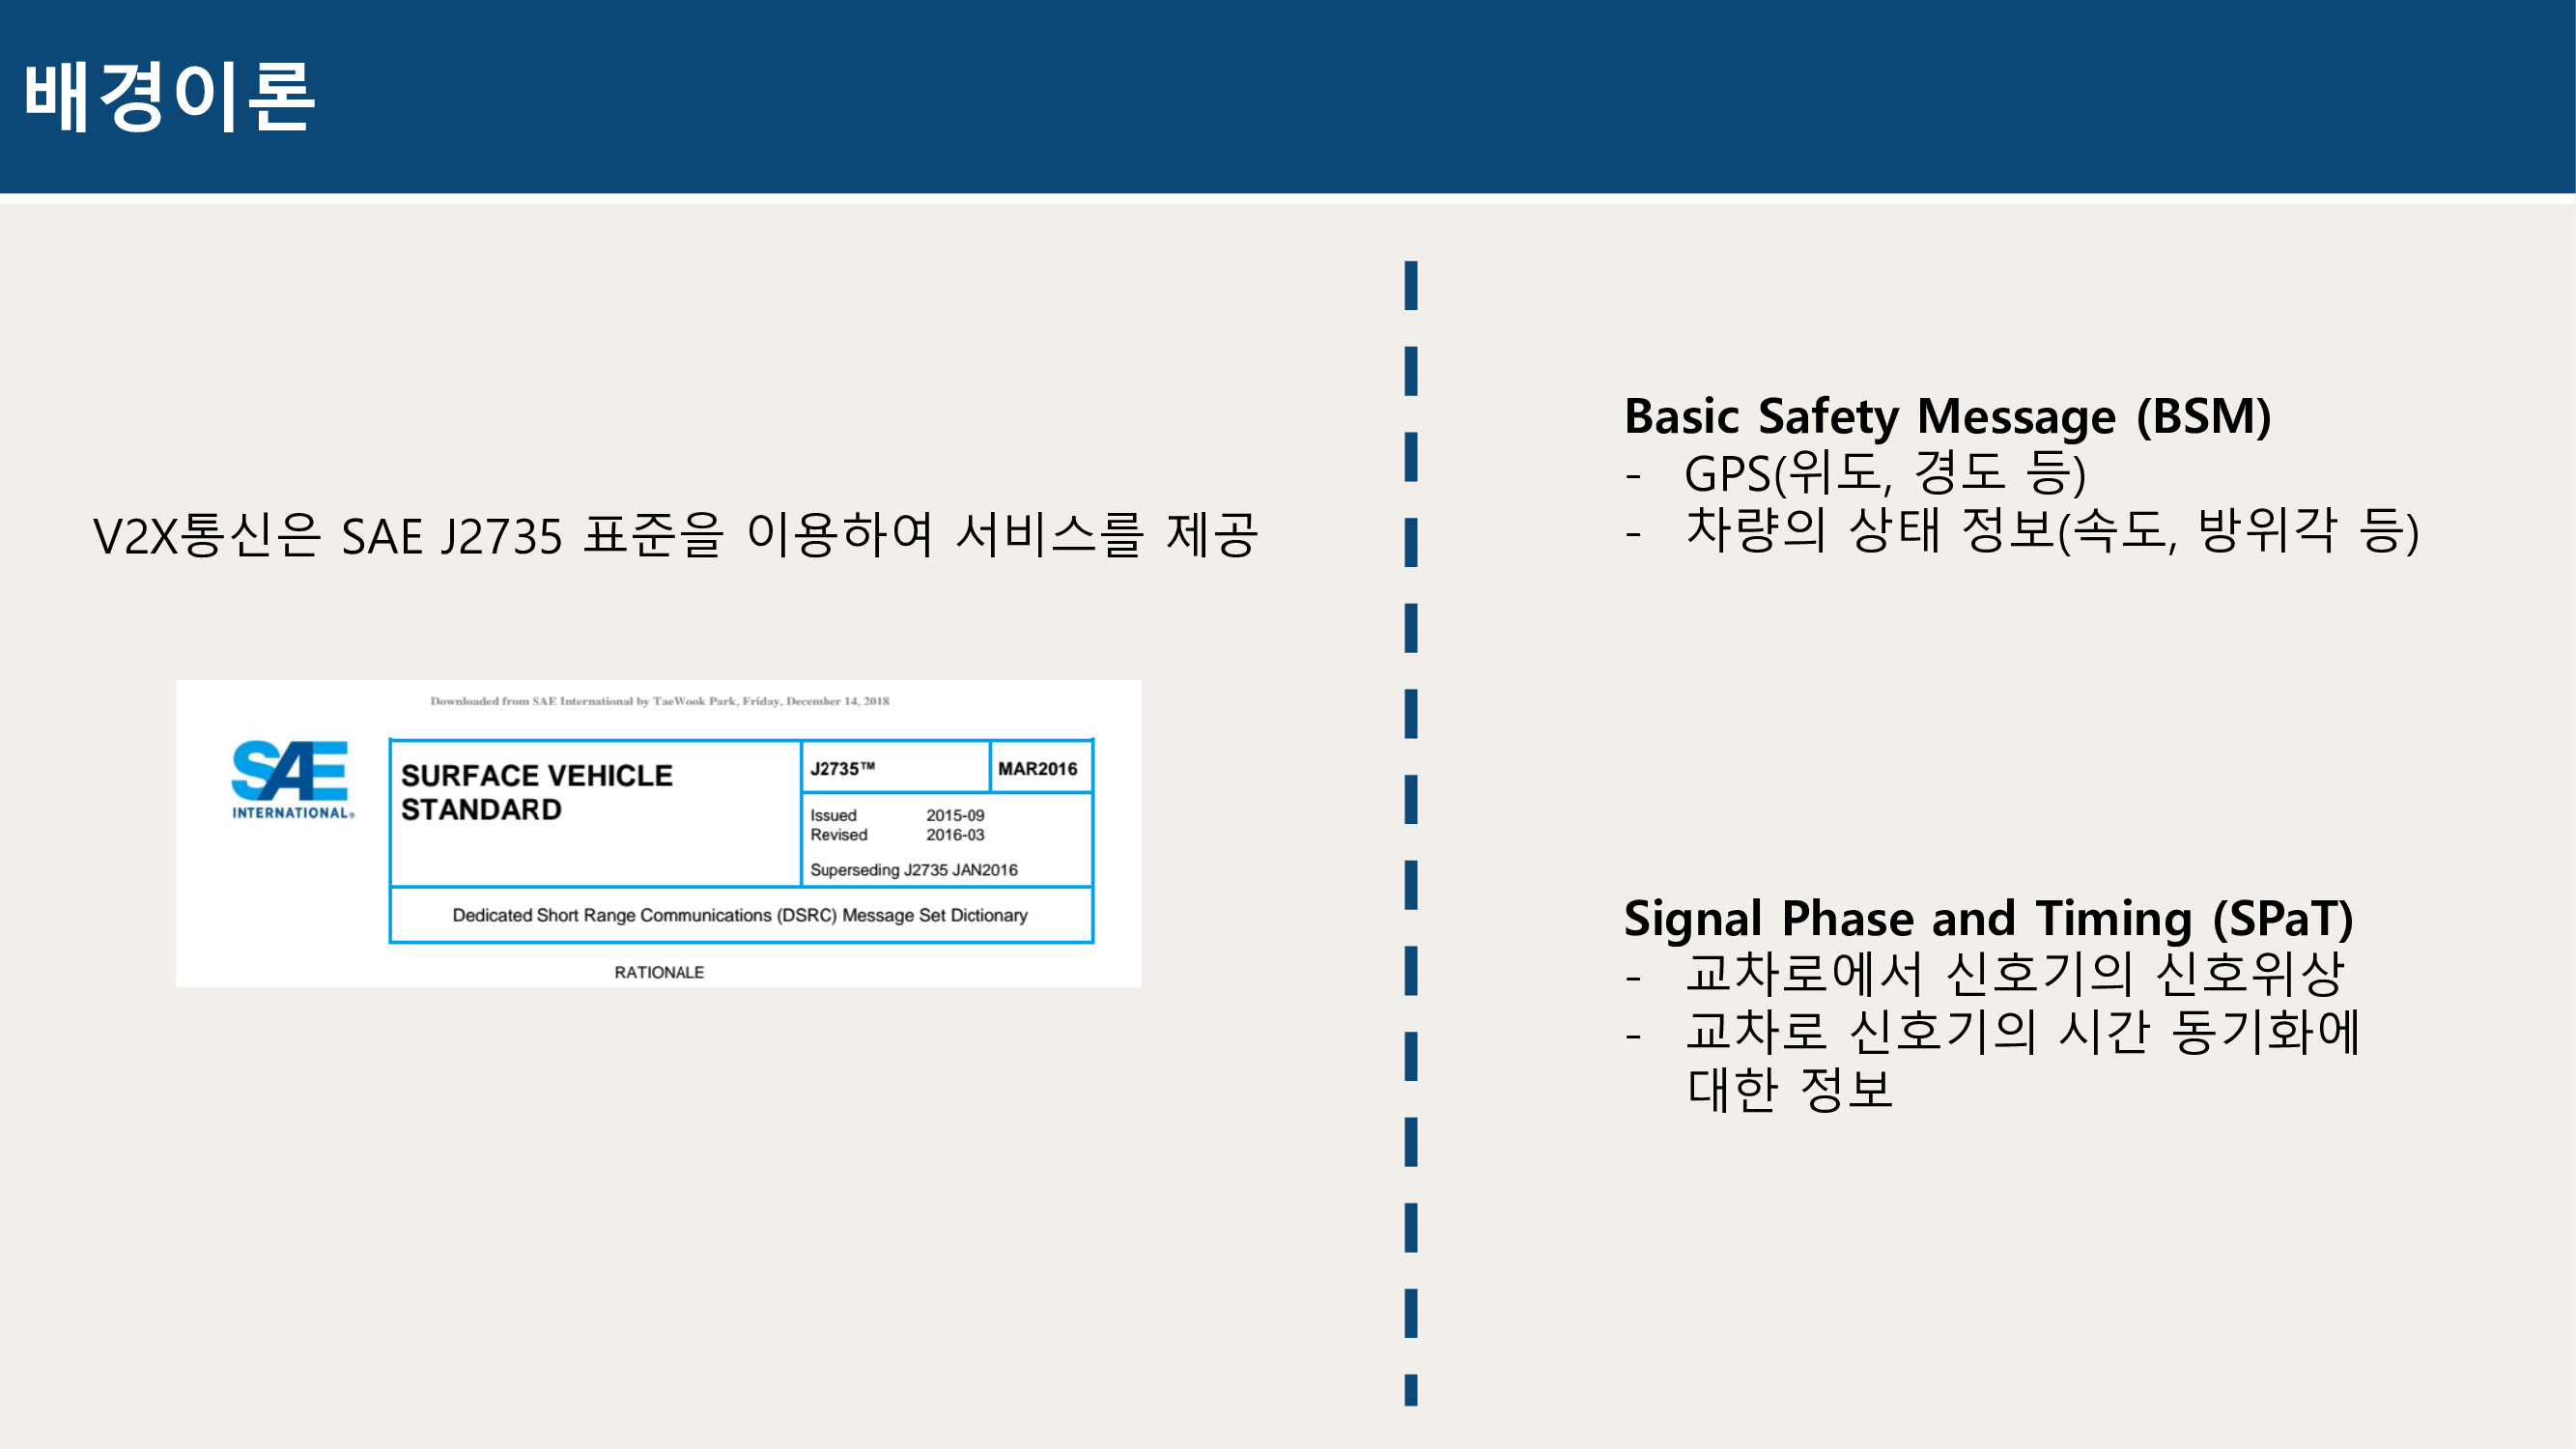 배경이론
V2X통신은 SAE J2735 표준을 이용하여 서비스를 제공
Downloaded from SAE International by TaeWook Park, Friday, December 14, 2018
SAE
INTERNATIONAL®
SURFACE VEHICLE
STANDARD
J2735™
MAR2016
Issued 2015-09
Revised 2016-03
Superseding J2735 JAN2016
Dedicated Short Range Communications (DSRC) Message Set Dictionary
RATIONALE
Basic Safety Message (BSM)
- GPS(위도, 경도 등)
- 차량의 상태 정보(속도, 방위각 등)
Signal Phase and Timing (SPaT)
- 교차로에서 신호기의 신호위상
- 교차로 신호기의 시간 동기화에
대한 정보